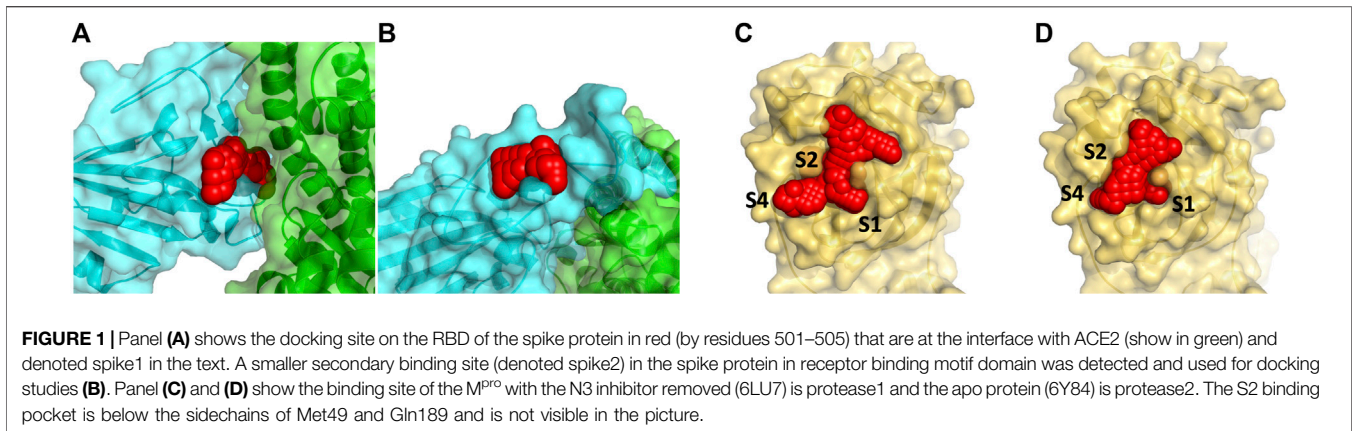 A
B
C
D
S2
S4
S1
S2
S4
S1
FIGURE 1 | Panel (A) shows the docking site on the RBD of the spike protein in red (by residues 501–505) that are at the interface with ACE2 (show in green) and
denoted spike1 in the text. A smaller secondary binding site (denoted spike2) in the spike protein in receptor binding motif domain was detected and used for docking
studies (B). Panel (C) and (D) show the binding site of the Mpro with the N3 inhibitor removed (6LU7) is protease1 and the apo protein (6Y84) is protease2. The S2 binding
pocket is below the sidechains of Met49 and Gln189 and is not visible in the picture.